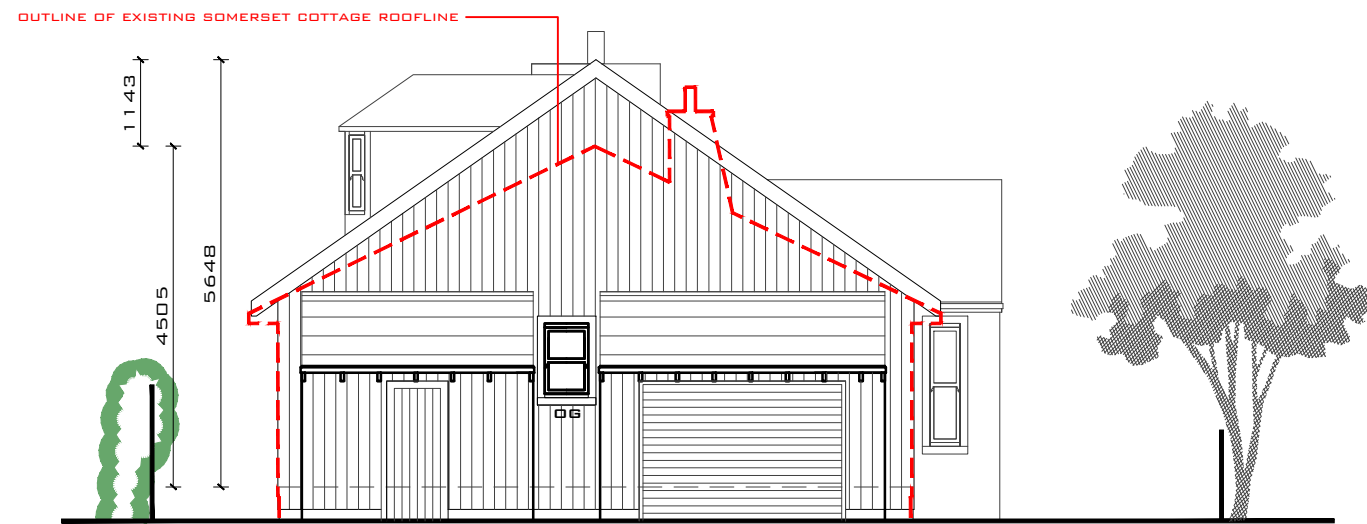 OUTLINE OF EXISTING SOMERSET COTTAGE ROOFLINE
1143
5648
4505
OG